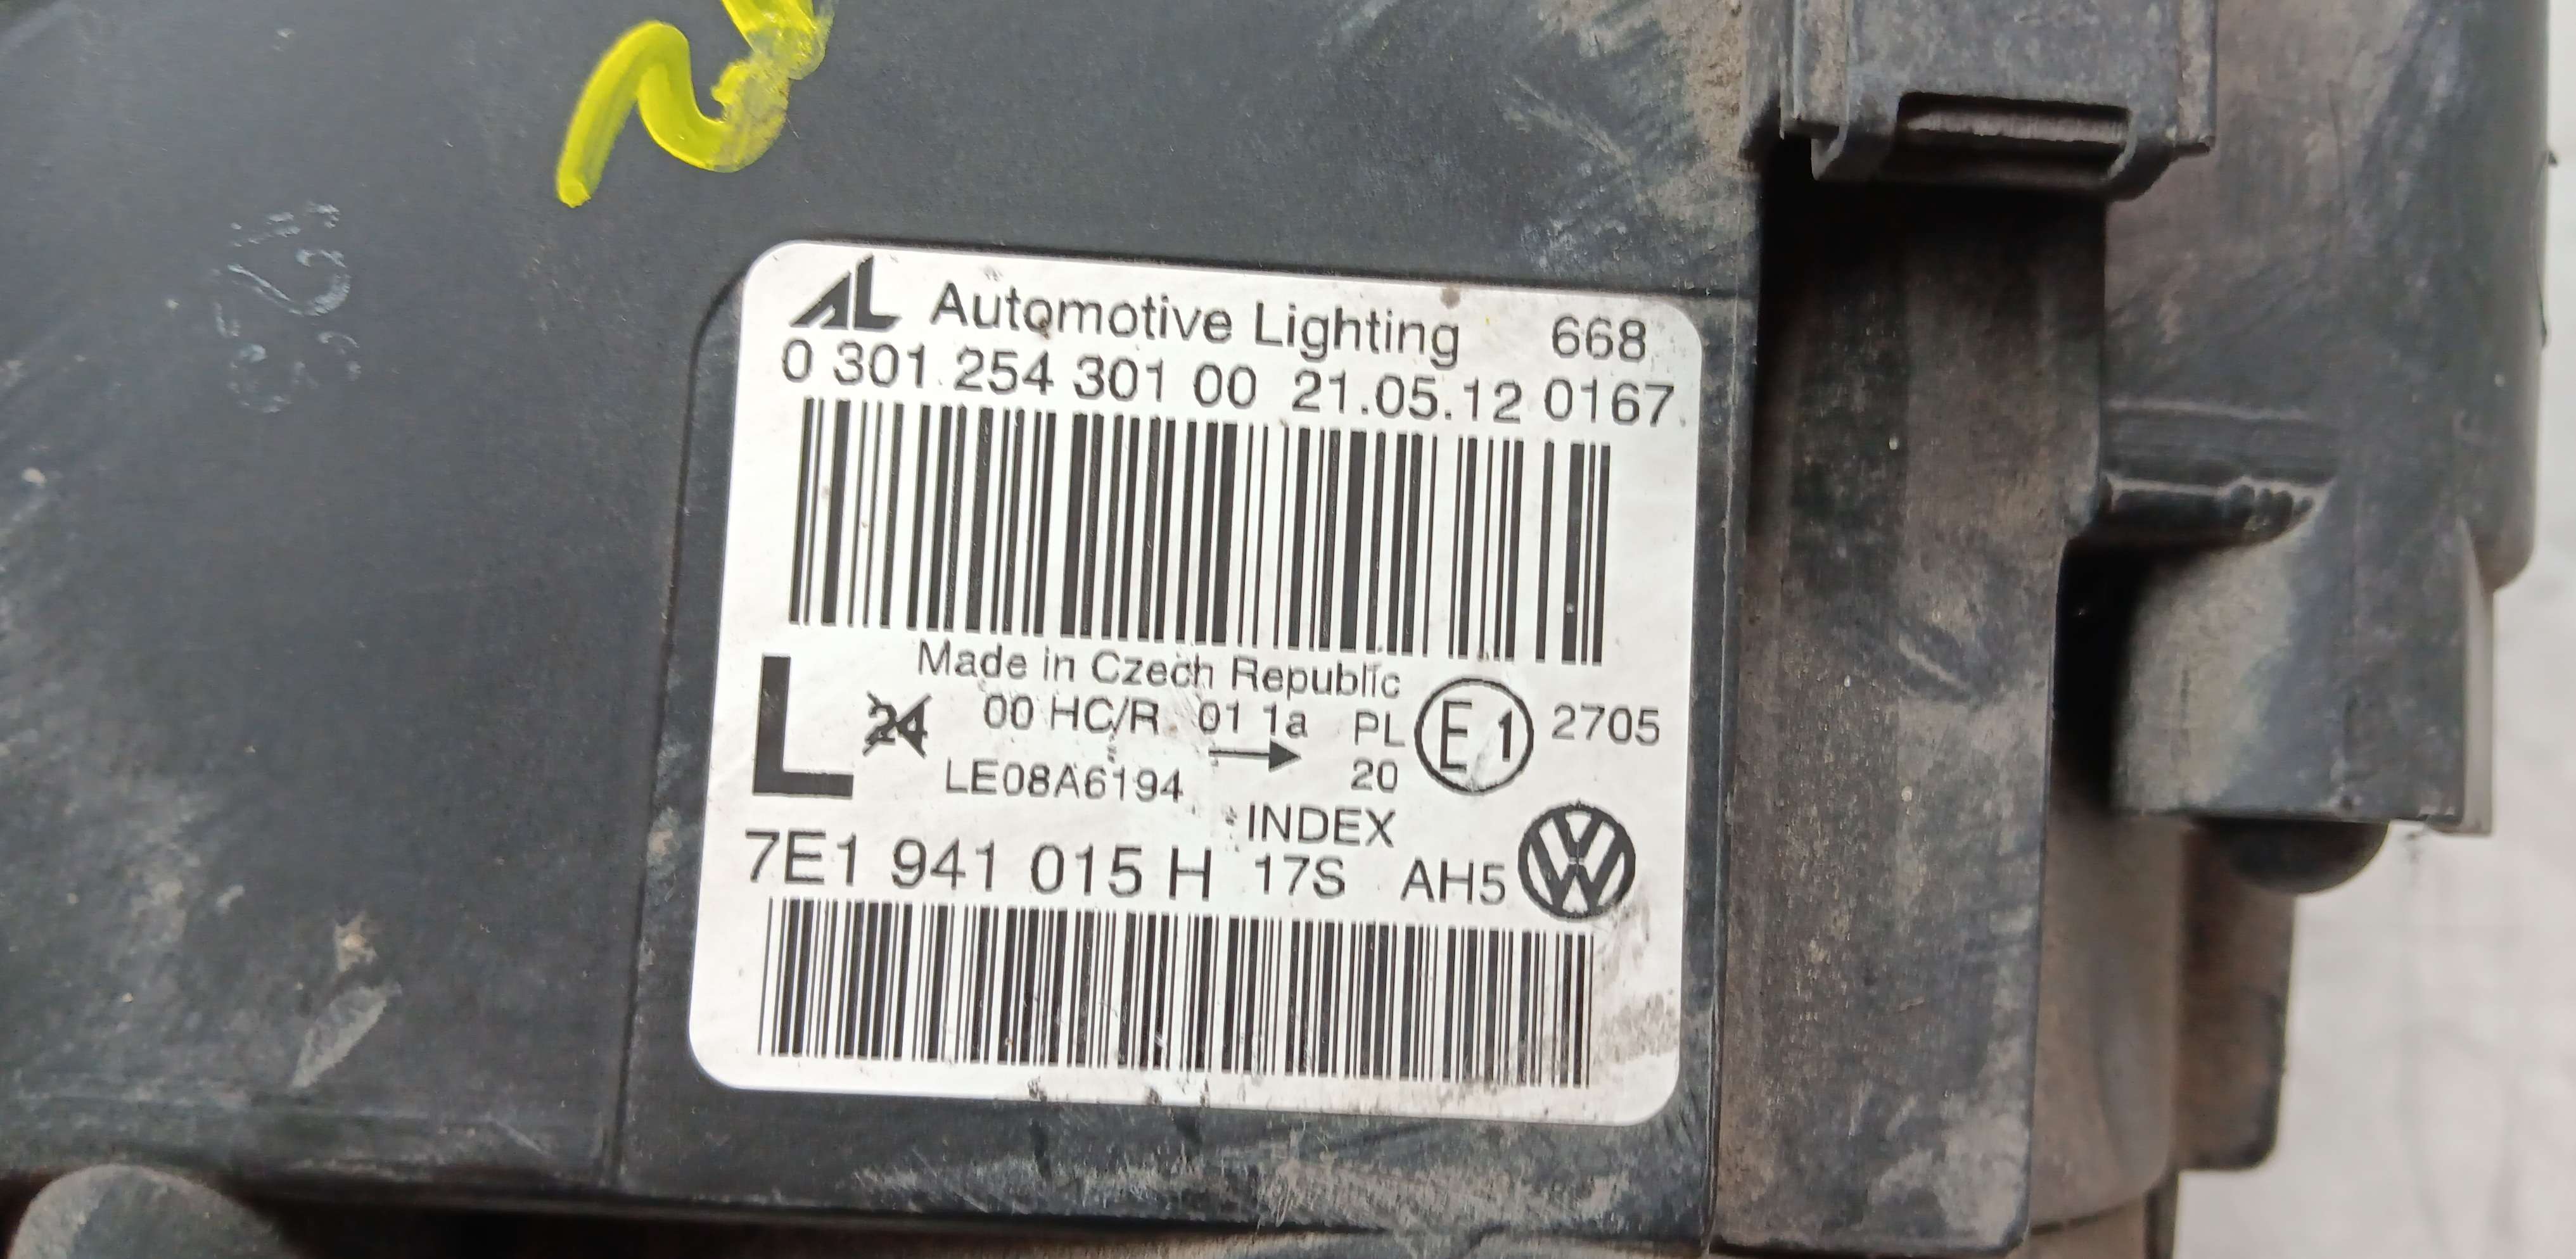 AL Automotive Lighting 668
0 301 254 301 00 21.05.12 0167
Made in Czech Republic
L 24 00 HC/R 01 1a PL E1 2705
LE08A6194 20
INDEX
7E1 941 015 H 17S AH5 VW